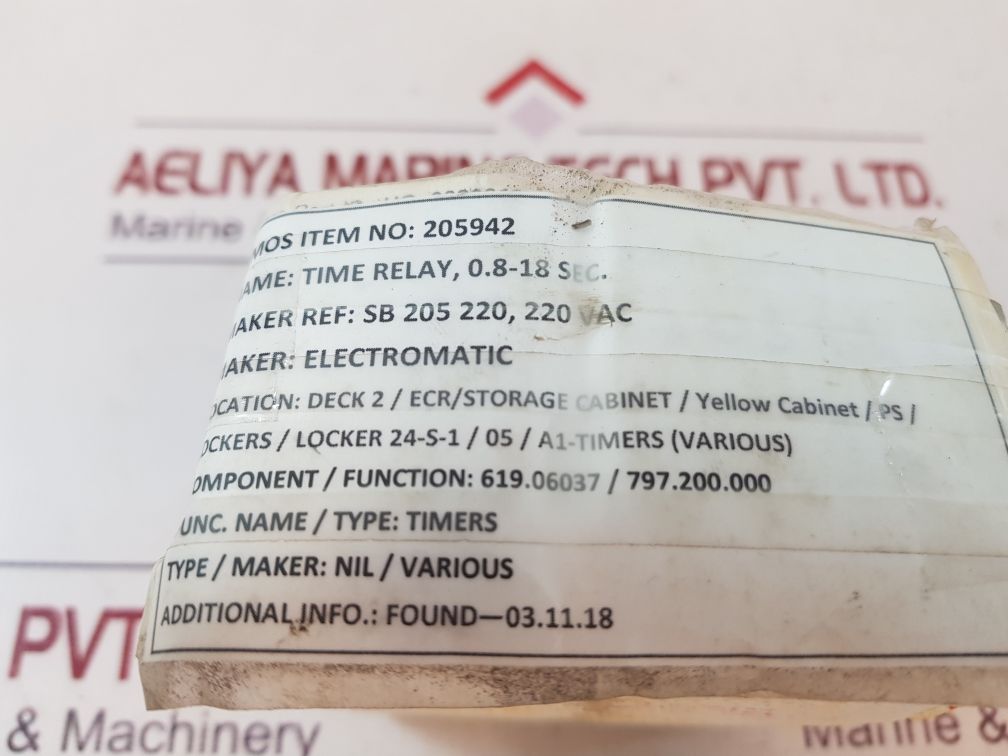 AELIYA MARINE TECH PVT. LTD.
Marine
MOS ITEM NO: 205942
AME: TIME RELAY, 0.8-18 SEC.
MAKER REF: SB 205 220, 220 VAC
AKER: ELECTROMATIC
OCATION: DECK 2 / ECR/STORAGE CABINET / Yellow Cabinet / PS /
OCKERS / LOCKER 24-S-1 / 05 / A1-TIMERS (VARIOUS)
OMPONENT / FUNCTION: 619.06037 / 797.200.000
UNC. NAME / TYPE: TIMERS
TYPE / MAKER: NIL / VARIOUS
ADDITIONAL INFO.: FOUND—03.11.18
PVT
& Machinery
Marine &